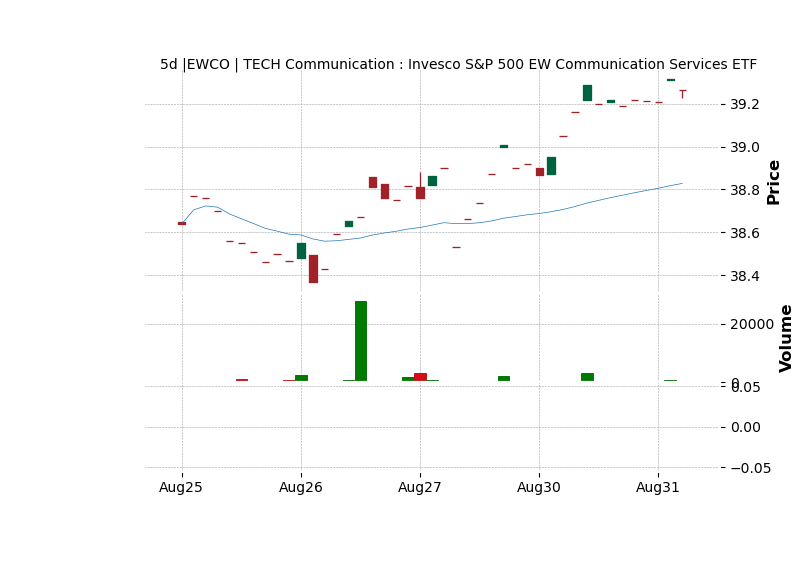 5d |EWCO | TECH Communication : Invesco S&P 500 EW Communication Services ETF
39.2
39.0
38.8
38.6
38.4
Price
20000
0
Volume
0.05
0.00
−0.05
Aug25 Aug26 Aug27 Aug30 Aug31